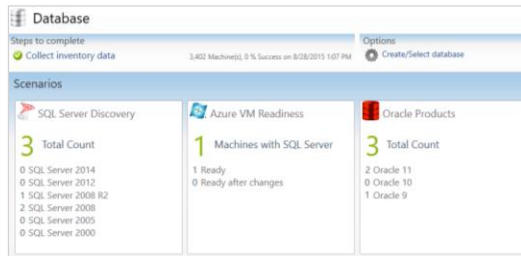 Database
Steps to complete
Collect inventory data
3,402 Machine(s), 0 % Success on 8/28/2015 1:07 PM
Options
Create/Select database
Scenarios
SQL Server Discovery
3 Total Count
0 SQL Server 2014
0 SQL Server 2012
1 SQL Server 2008 R2
2 SQL Server 2008
0 SQL Server 2005
0 SQL Server 2000
Azure VM Readiness
1 Machines with SQL Server
1 Ready
0 Ready after changes
Oracle Products
3 Total Count
2 Oracle 11
0 Oracle 10
1 Oracle 9